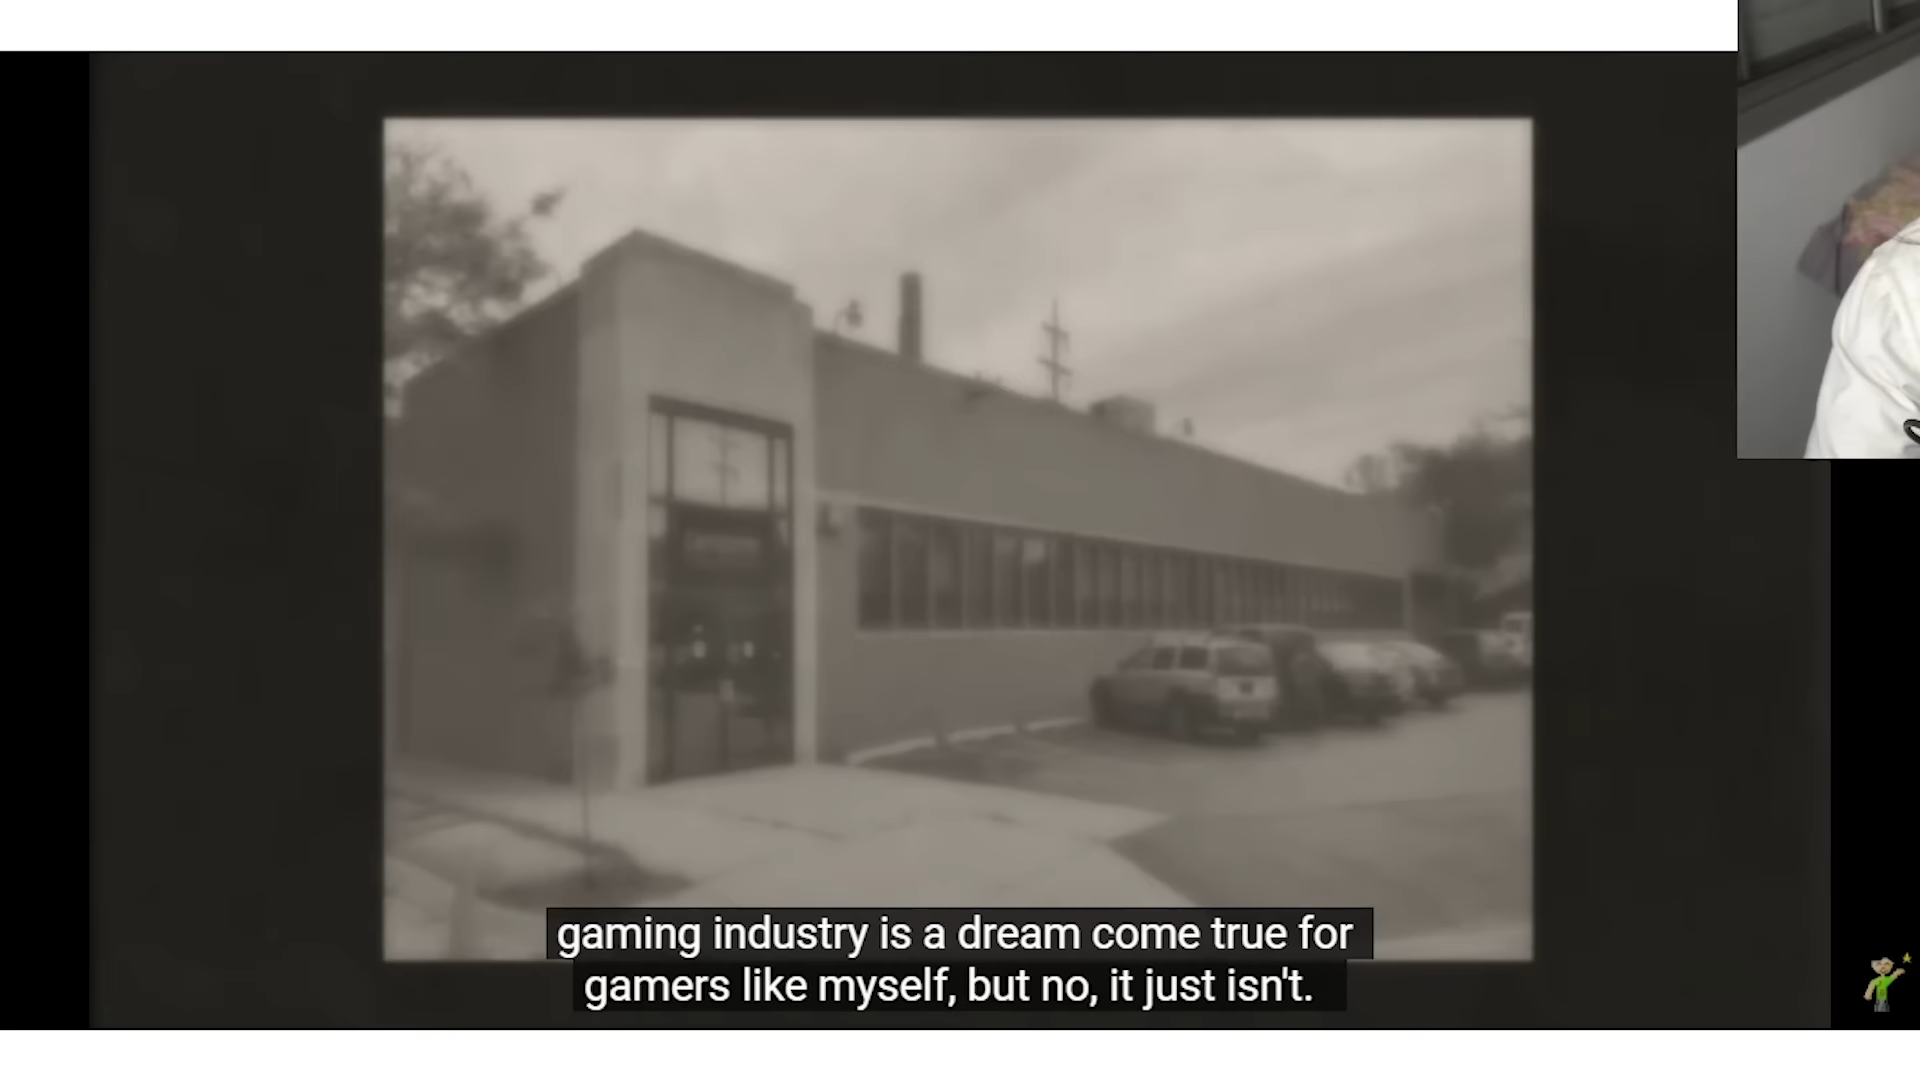 gaming industry is a dream come true for
gamers like myself, but no, it just isn't.